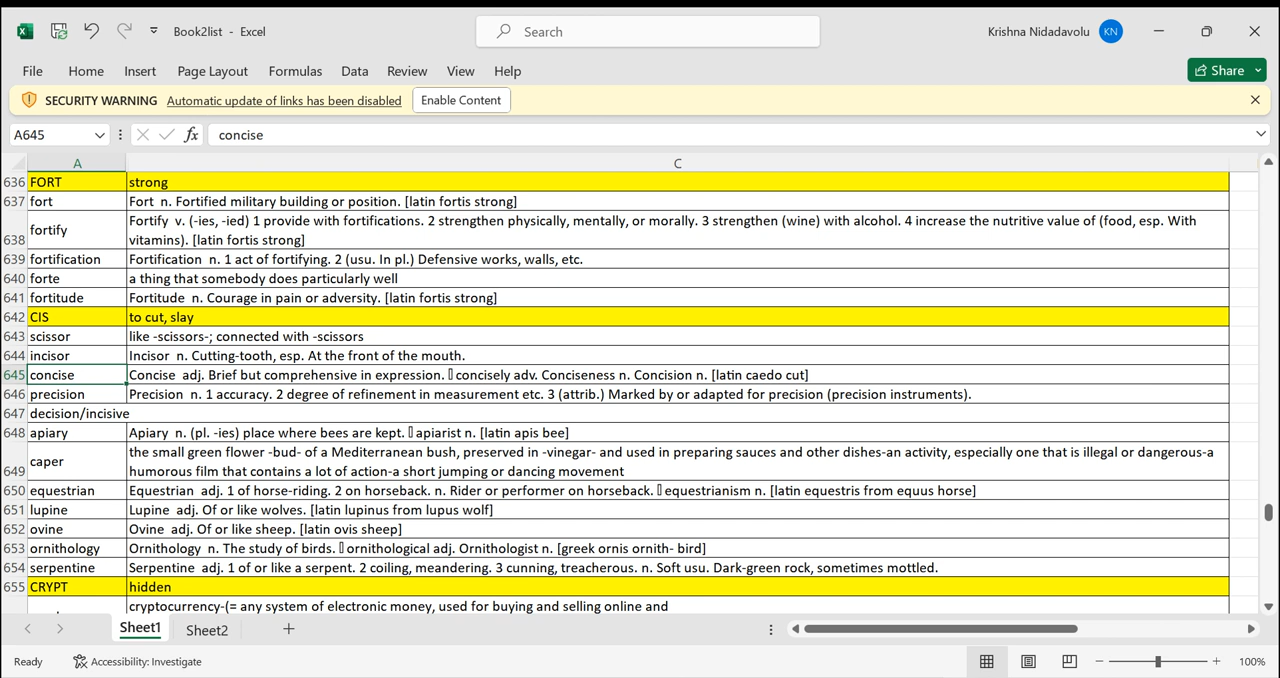 Book2list - Excel
Search
Krishna Nidadavolu KN
File Home Insert Page Layout Formulas Data Review View Help
Share
SECURITY WARNING Automatic update of links has been disabled Enable Content
A645 fx concise
A C
636 FORT strong
637 fort Fort n. Fortified military building or position. [latin fortis strong]
638 fortify Fortify v. (-ies, -ied) 1 provide with fortifications. 2 strengthen physically, mentally, or morally. 3 strengthen (wine) with alcohol. 4 increase the nutritive value of (food, esp. With
vitamins). [latin fortis strong]
639 fortification Fortification n. 1 act of fortifying. 2 (usu. In pl.) Defensive works, walls, etc.
640 forte a thing that somebody does particularly well
641 fortitude Fortitude n. Courage in pain or adversity. [latin fortis strong]
642 CIS to cut, slay
643 scissor like -scissors-; connected with -scissors
644 incisor Incisor n. Cutting-tooth, esp. At the front of the mouth.
645 concise Concise adj. Brief but comprehensive in expression. ▯ concisely adv. Conciseness n. Concision n. [latin caedo cut]
646 precision Precision n. 1 accuracy. 2 degree of refinement in measurement etc. 3 (attrib.) Marked by or adapted for precision (precision instruments).
647 decision/incisive
648 apiary Apiary n. (pl. -ies) place where bees are kept. ▯ apiarist n. [latin apis bee]
649 caper the small green flower -bud- of a Mediterranean bush, preserved in -vinegar- and used in preparing sauces and other dishes-an activity, especially one that is illegal or dangerous-a
humorous film that contains a lot of action-a short jumping or dancing movement
650 equestrian Equestrian adj. 1 of horse-riding. 2 on horseback. n. Rider or performer on horseback. ▯ equestrianism n. [latin equestris from equus horse]
651 lupine Lupine adj. Of or like wolves. [latin lupinus from lupus wolf]
652 ovine Ovine adj. Of or like sheep. [latin ovis sheep]
653 ornithology Ornithology n. The study of birds. ▯ ornithological adj. Ornithologist n. [greek ornis ornith- bird]
654 serpentine Serpentine adj. 1 of or like a serpent. 2 coiling, meandering. 3 cunning, treacherous. n. Soft usu. Dark-green rock, sometimes mottled.
655 CRYPT hidden
cryptocurrency-(= any system of electronic money, used for buying and selling online and
Sheet1 Sheet2
Ready Accessibility: Investigate 100%